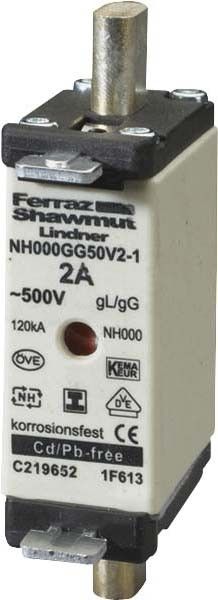 Ferraz
Shawmut
Lindner
NH000GG50V2-1
2A
~500V gL/gG
120kA NH000
ÖVE KEMA
KEUR
NH VDE
korrosionsfest CE
Cd/Pb-free
C219652 1F613